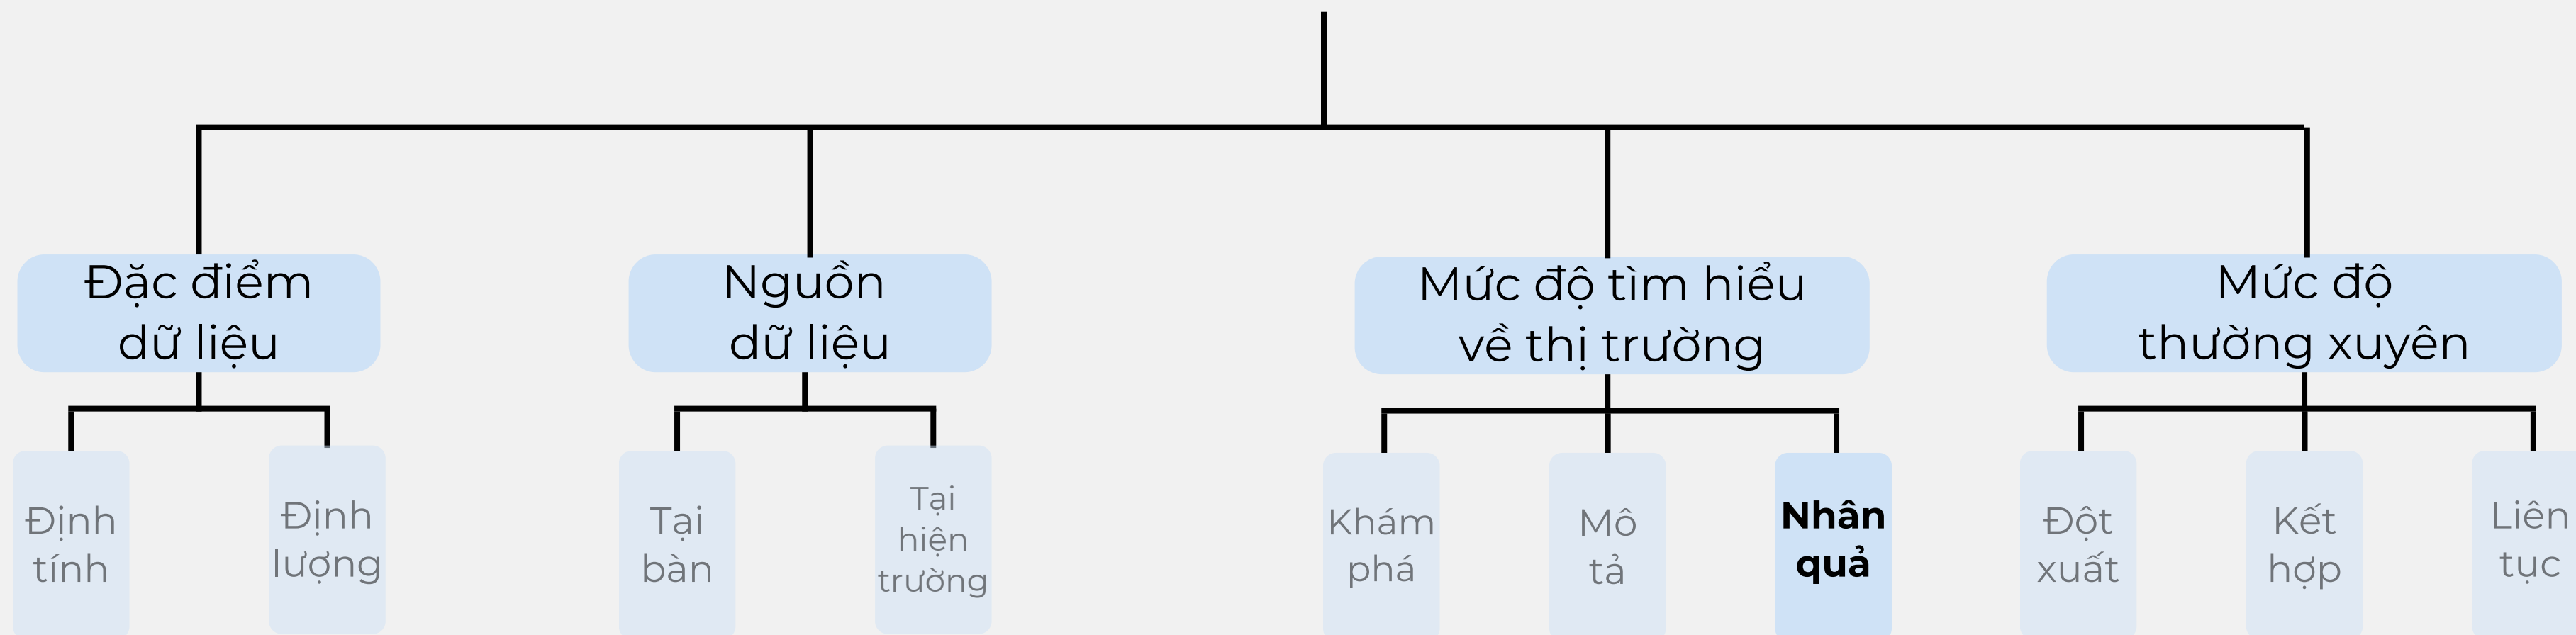 Đặc điểm
dữ liệu
Nguồn
dữ liệu
Mức độ tìm hiểu
về thị trường
Mức độ
thường xuyên
Định
tính
Định
lượng
Tại
bàn
Tại
hiện
trường
Khám
phá
Mô
tả
Nhân
quả
Đột
xuất
Kết
hợp
Liên
tục